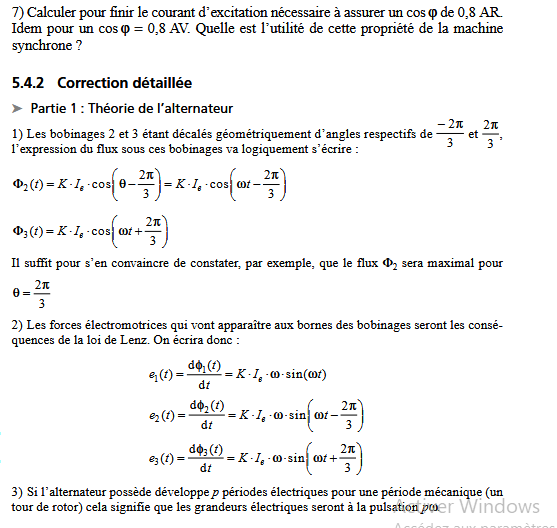 7) Calculer pour finir le courant d'excitation nécessaire à assurer un cos φ de 0,8 AR.
Idem pour un cos φ = 0,8 AV. Quelle est l'utilité de cette propriété de la machine
synchrone ?
5.4.2 Correction détaillée
➤ Partie 1 : Théorie de l'alternateur
1) Les bobinages 2 et 3 étant décalés géométriquement d'angles respectifs de −2π/3 et 2π/3,
l'expression du flux sous ces bobinages va logiquement s'écrire :
Φ₂(t) = K · Iₑ · cos(θ − 2π/3) = K · Iₑ · cos(ωt − 2π/3)
Φ₃(t) = K · Iₑ · cos(ωt + 2π/3)
Il suffit pour s'en convaincre de constater, par exemple, que le flux Φ₂ sera maximal pour
θ = 2π/3
2) Les forces électromotrices qui vont apparaître aux bornes des bobinages seront les consé-
quences de la loi de Lenz. On écrira donc :
e₁(t) = dϕ₁(t)/dt = K · Iₑ · ω · sin(ωt)
e₂(t) = dϕ₂(t)/dt = K · Iₑ · ω · sin(ωt − 2π/3)
e₃(t) = dϕ₃(t)/dt = K · Iₑ · ω · sin(ωt + 2π/3)
3) Si l'alternateur possède développe p périodes électriques pour une période mécanique (un
tour de rotor) cela signifie que les grandeurs électriques seront à la pulsation pω
Activer Windows
Accédez aux paramètres